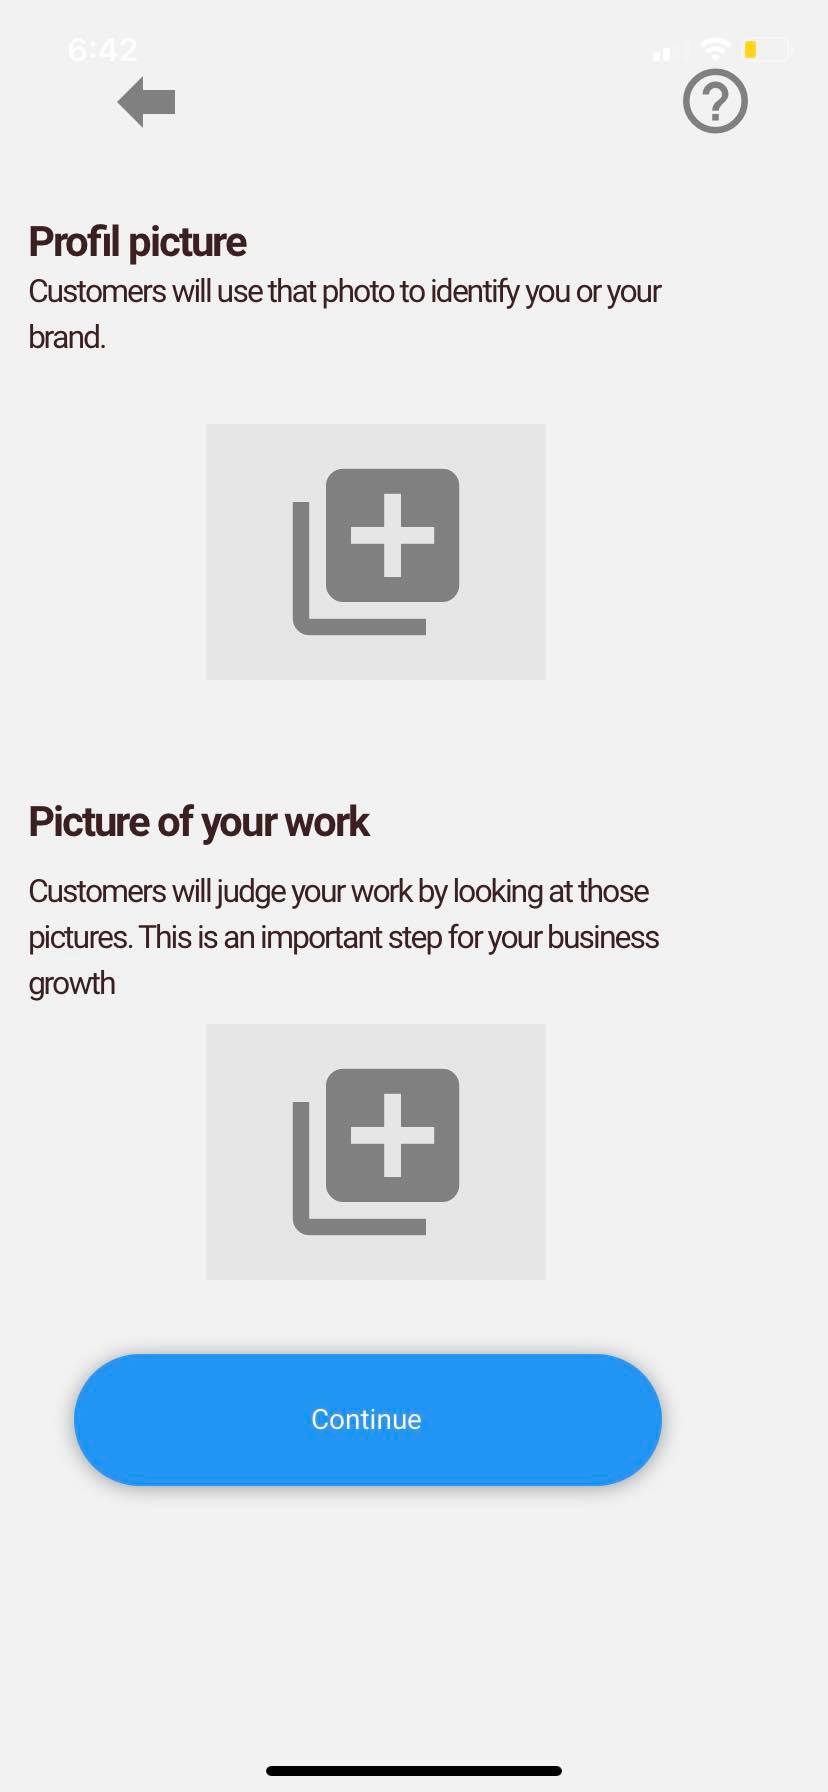 6:42
Profil picture
Customers will use that photo to identify you or your
brand.
Picture of your work
Customers will judge your work by looking at those
pictures. This is an important step for your business
growth
Continue